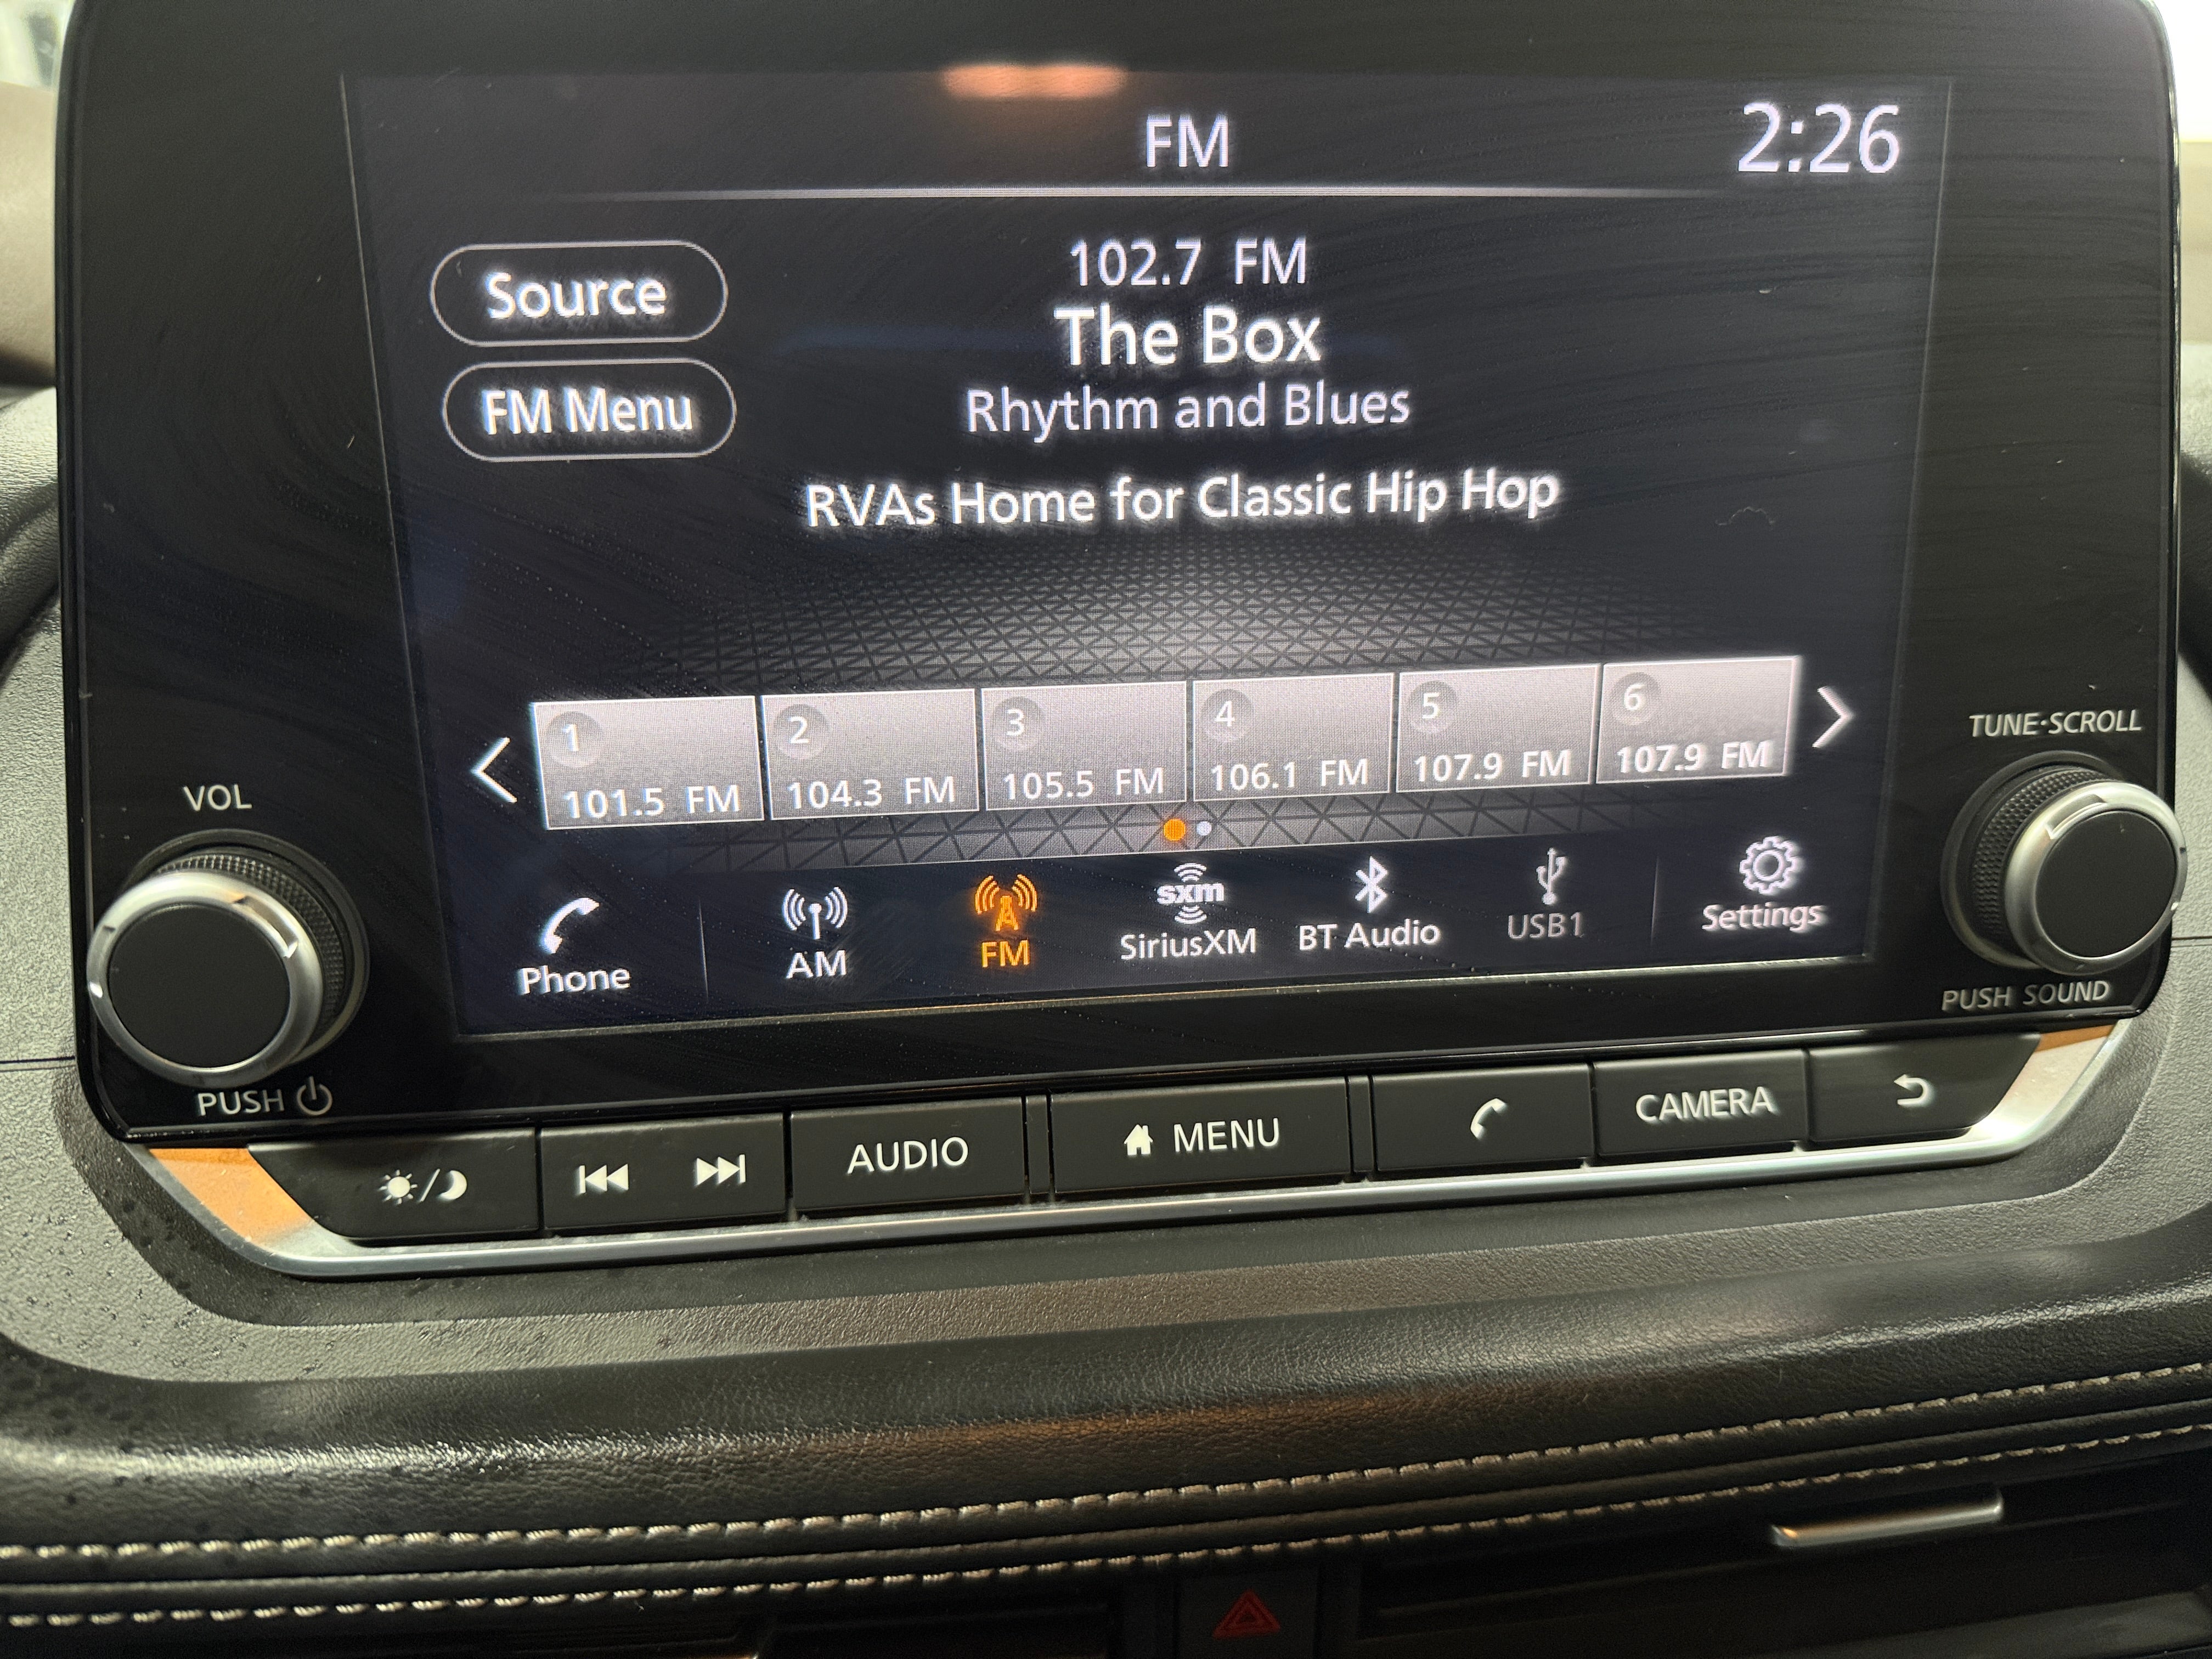 FM
2:26
Source
102.7 FM
The Box
FM Menu
Rhythm and Blues
RVAs Home for Classic Hip Hop
1
101.5 FM
2
104.3 FM
3
105.5 FM
4
106.1 FM
5
107.9 FM
6
107.9 FM
Phone
AM
A
FM
sxm
SiriusXM
BT Audio
USB1
Settings
VOL
PUSH
TUNE·SCROLL
PUSH SOUND
AUDIO
MENU
CAMERA